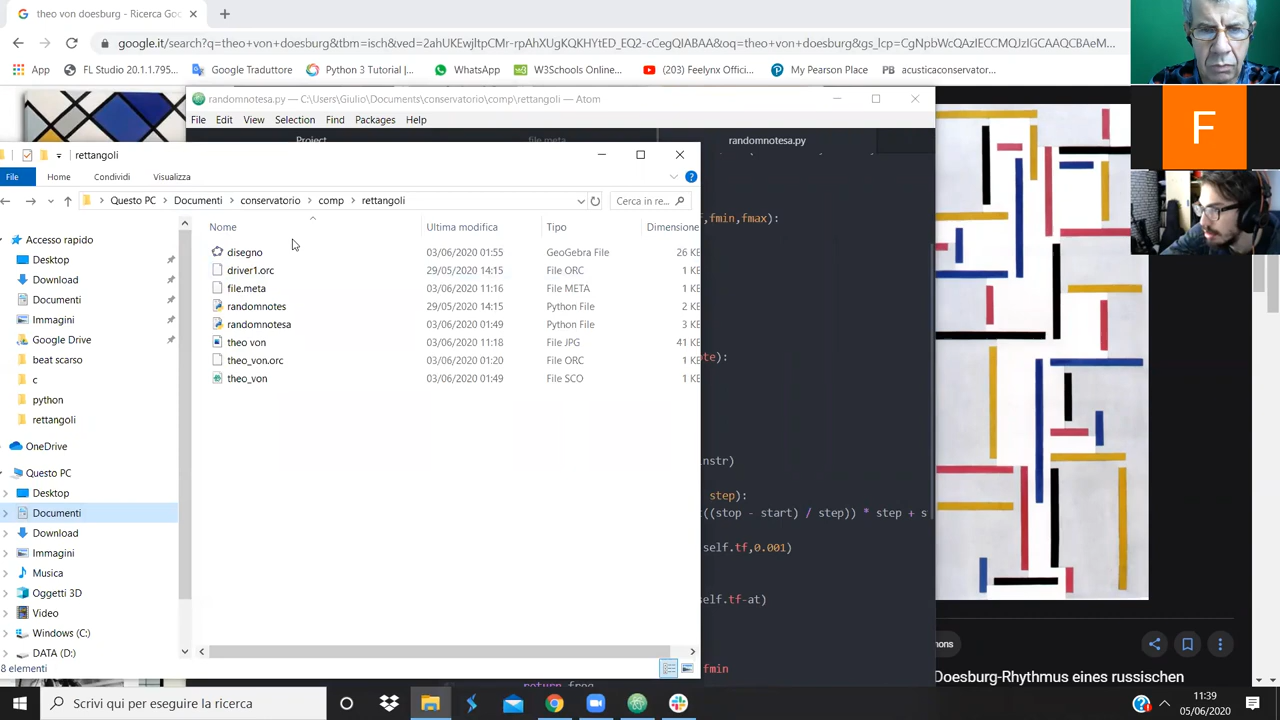 theo von doesburg - Ricerca Goo
google.it/search?q=theo+von+doesburg&tbm=isch&ved=2ahUKEwjltpCMr-rpAhXUgKQKHYtED_EQ2-cCegQIABAA&oq=theo+von+doesburg&gs_lcp=CgNpbWcQAzIECCMQJzIGCAAQCBAeM...
App
FL Studio 20.1.1.795...
Google Traduttore
Python 3 Tutorial |...
WhatsApp
W3Schools Online...
(203) Feelynx Offici...
My Pearson Place
PB acusticaconservator...
randomnotesa.py — C:\Users\Giulio\Documents\conservatorio\comp\rettangoli — Atom
File Edit View Selection Find Packages Help
Project
file.meta
randomnotesa.py
F
rettangoli
File Home Condividi Visualizza
Questo PC Documenti conservatorio comp rettangoli
Cerca in re...
,fmin,fmax):
Nome Ultima modifica Tipo Dimensione
disegno 03/06/2020 01:55 GeoGebra File 26 KB
driver1.orc 29/05/2020 14:15 File ORC 1 KB
file.meta 03/06/2020 11:16 File META 1 KB
randomnotes 29/05/2020 14:15 Python File 2 KB
randomnotesa 03/06/2020 01:49 Python File 3 KB
theo von 03/06/2020 11:18 File JPG 41 KB
theo_von.orc 03/06/2020 01:20 File ORC 1 KB
theo_von 03/06/2020 01:49 File SCO 1 KB
Accesso rapido
Desktop
Download
Documenti
Immagini
Google Drive
beat scarso
c
python
rettangoli
OneDrive
Questo PC
Desktop
Documenti
Download
Immagini
Musica
Oggetti 3D
Video
Windows (C:)
DATA (D:)
8 elementi
ote):
instr)
step):
((stop - start) / step)) * step + s
self.tf,0.001)
self.tf-at)
fmin
return freq
mons
Doesburg-Rhythmus eines russischen
Scrivi qui per eseguire la ricerca
11:39
05/06/2020